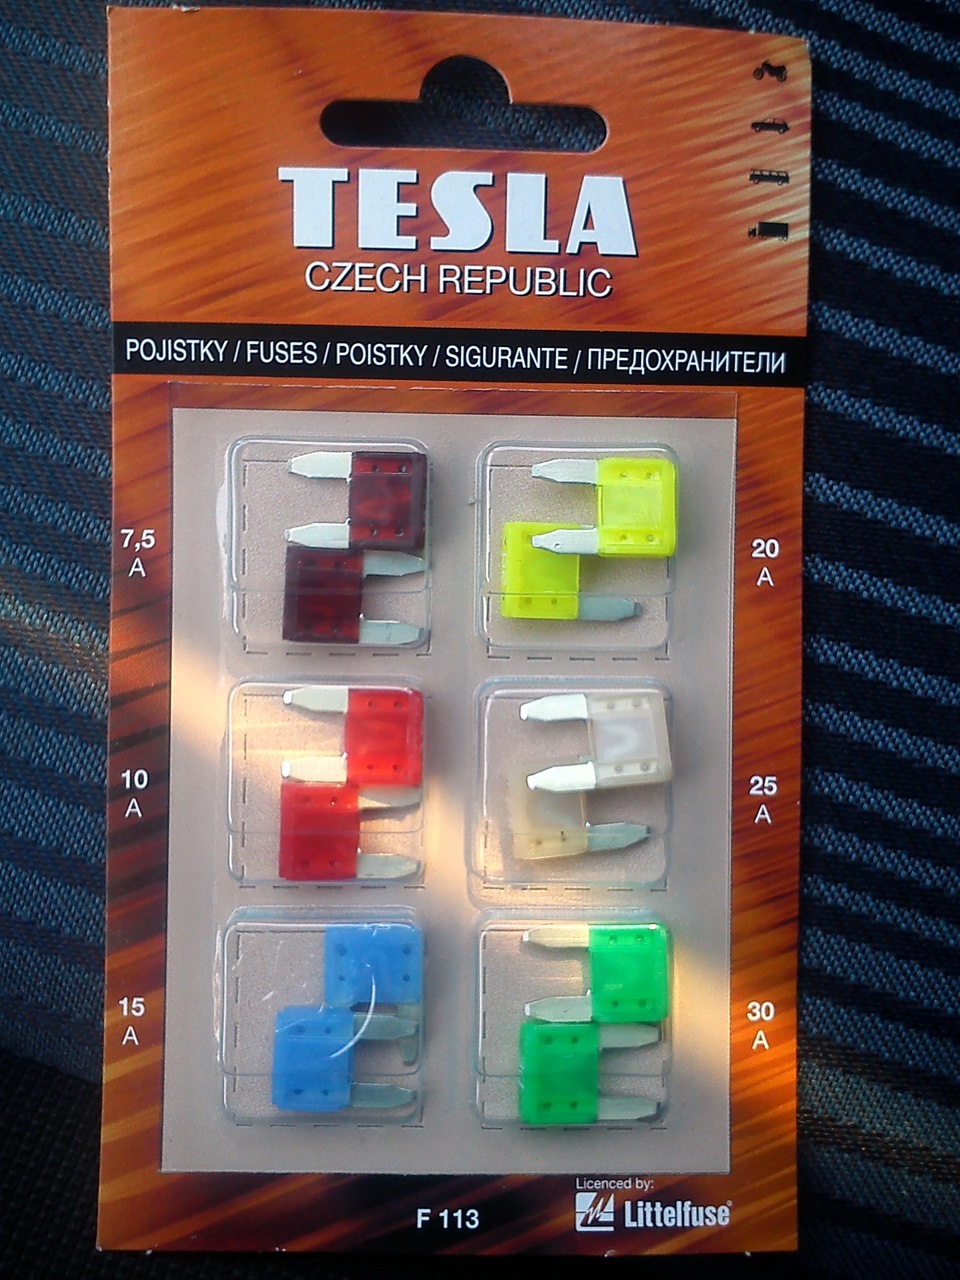 TESLA
CZECH REPUBLIC
POJISTKY / FUSES / POISTKY / SIGURANTE / ПРЕДОХРАНИТЕЛИ
7,5
A
20
A
10
A
25
A
15
A
30
A
F 113
Licenced by:
Littelfuse®